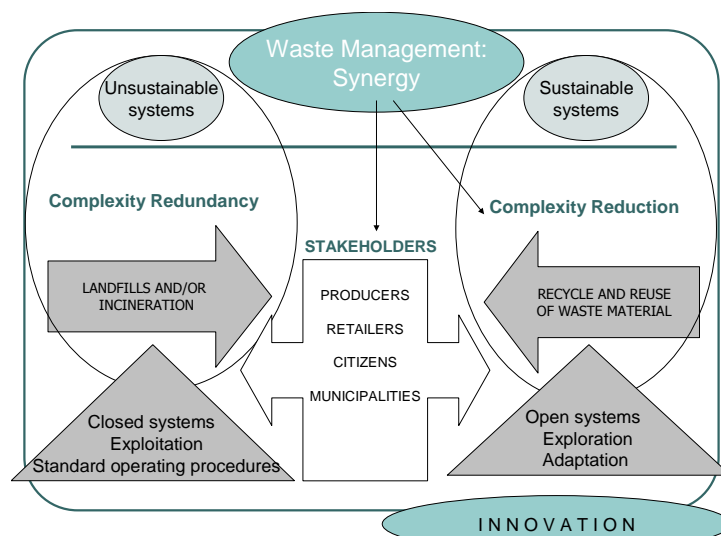 Waste Management:
Synergy
Unsustainable
systems
Sustainable
systems
Complexity Redundancy
Complexity Reduction
STAKEHOLDERS
LANDFILLS AND/OR
INCINERATION
PRODUCERS
RETAILERS
CITIZENS
MUNICIPALITIES
RECYCLE AND REUSE
OF WASTE MATERIAL
Closed systems
Exploitation
Standard operating procedures
Open systems
Exploration
Adaptation
INNOVATION